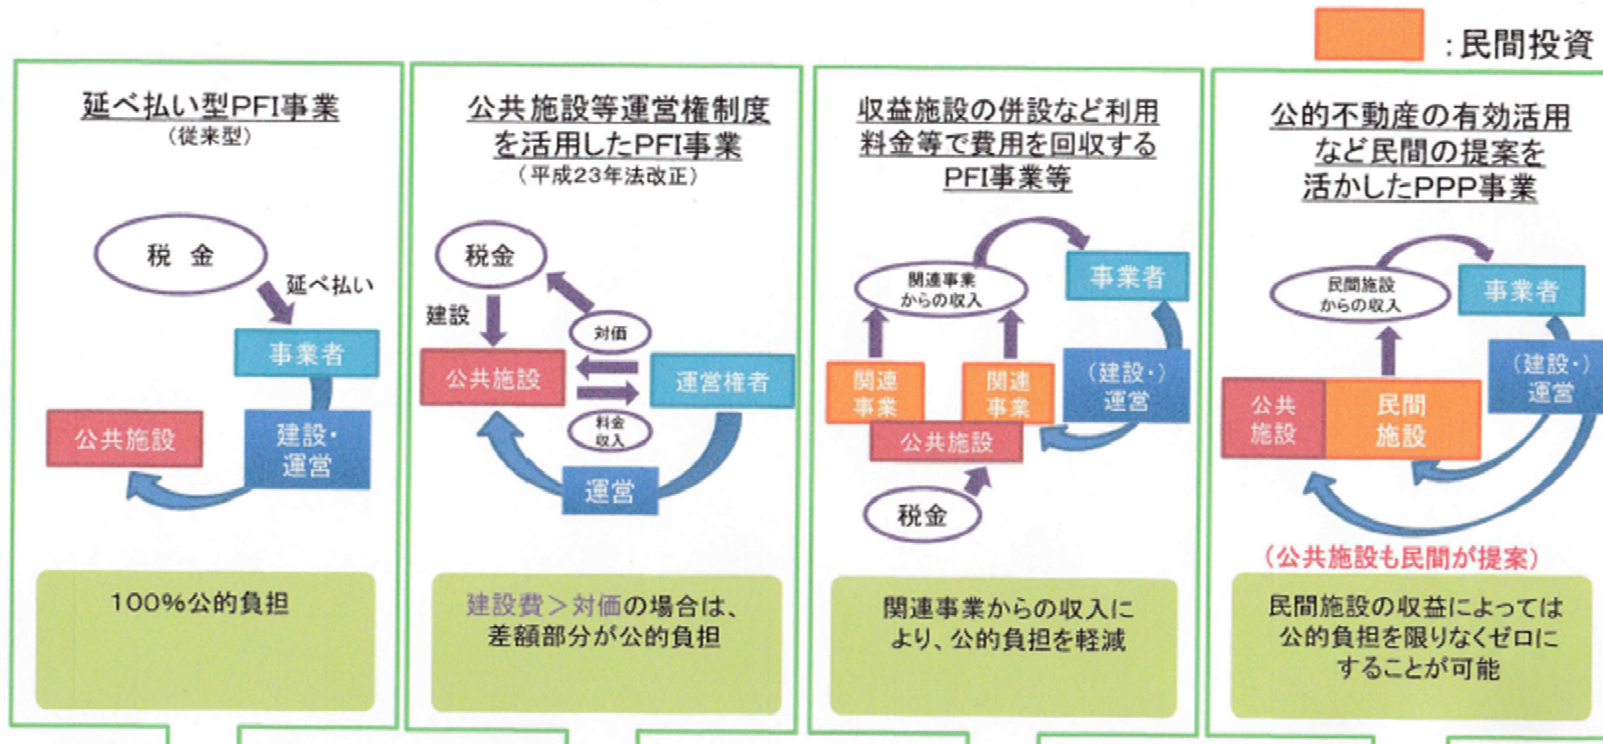 :民間投資
延べ払い型PFI事業
(従来型)
税 金
延べ払い
事業者
公共施設
建設・
運営
100%公的負担
公共施設等運営権制度
を活用したPFI事業
(平成23年法改正)
税金
建設
対価
公共施設
運営権者
料金
収入
運営
建設費>対価の場合は、
差額部分が公的負担
収益施設の併設など利用
料金等で費用を回収する
PFI事業等
関連事業
からの収入
事業者
関連
事業
関連
事業
(建設・)
運営
公共施設
税金
関連事業からの収入に
より、公的負担を軽減
公的不動産の有効活用
など民間の提案を
活かしたPPP事業
民間施設
からの収入
事業者
(建設・)
運営
公共
施設
民間
施設
(公共施設も民間が提案)
民間施設の収益によっては
公的負担を限りなくゼロに
することが可能